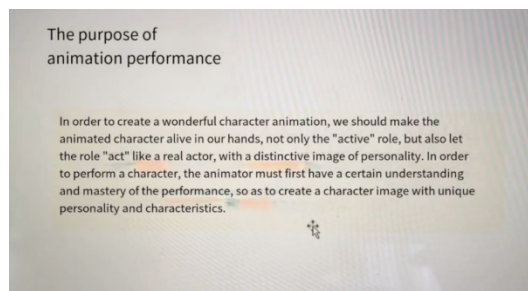 The purpose of
animation performance
In order to create a wonderful character animation, we should make the
animated character alive in our hands, not only the "active" role, but also let
the role "act" like a real actor, with a distinctive image of personality. In order
to perform a character, the animator must first have a certain understanding
and mastery of the performance, so as to create a character image with unique
personality and characteristics.